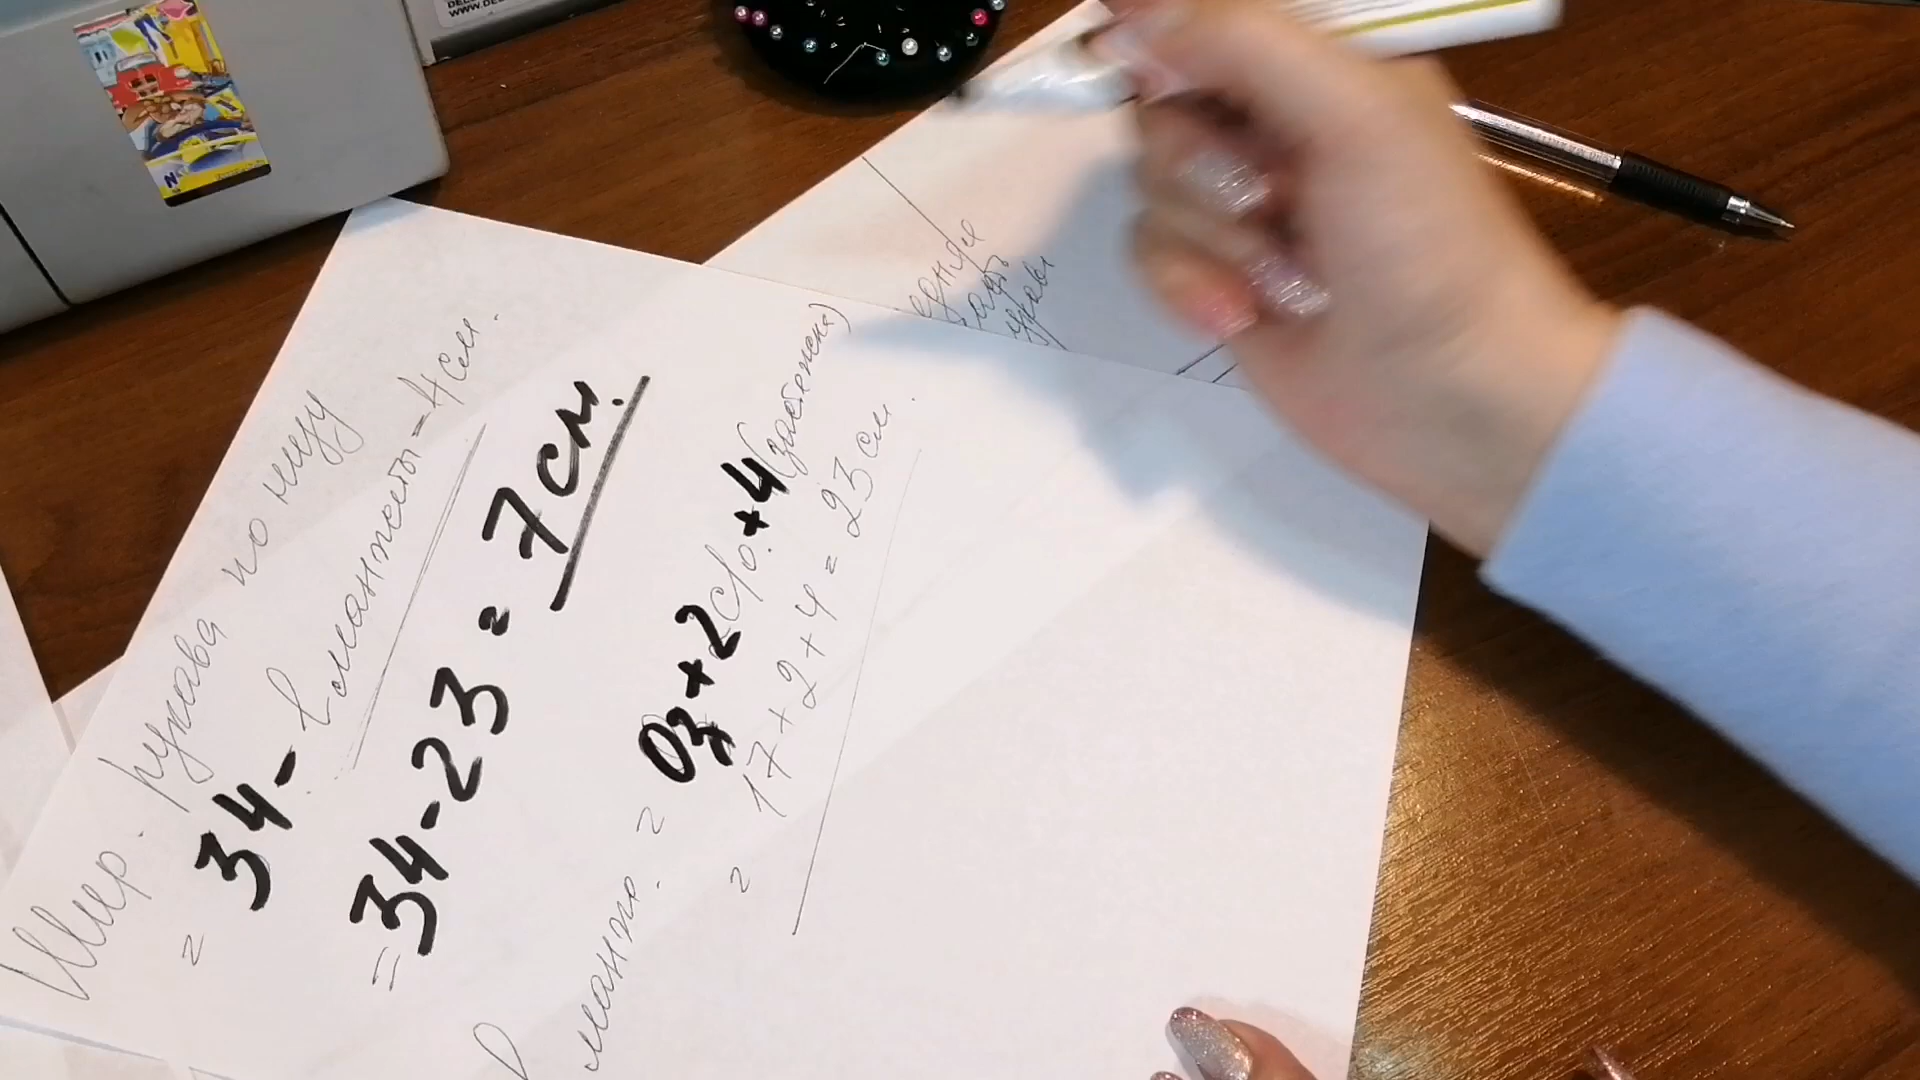 Шир. рукава по низу
= 34 - l манжеты - 4 см.
= 34 - 23 = 7 см.
l манж. = Оз + 2 с/о. + 4 (застежка)
= 17 + 2 + 4 = 23 см.